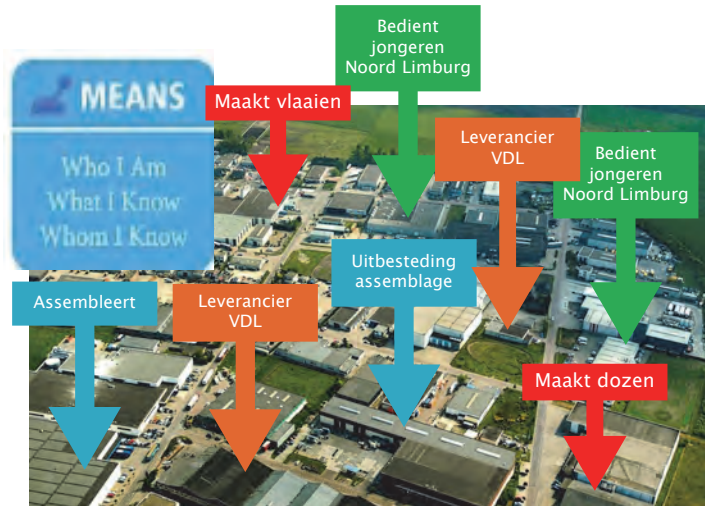 MEANS
Who I Am
What I Know
Whom I Know
Bedient
jongeren
Noord Limburg
Maakt vlaaien
Leverancier
VDL
Bedient
jongeren
Noord Limburg
Uitbesteding
assemblage
Assembleert
Leverancier
VDL
Maakt dozen